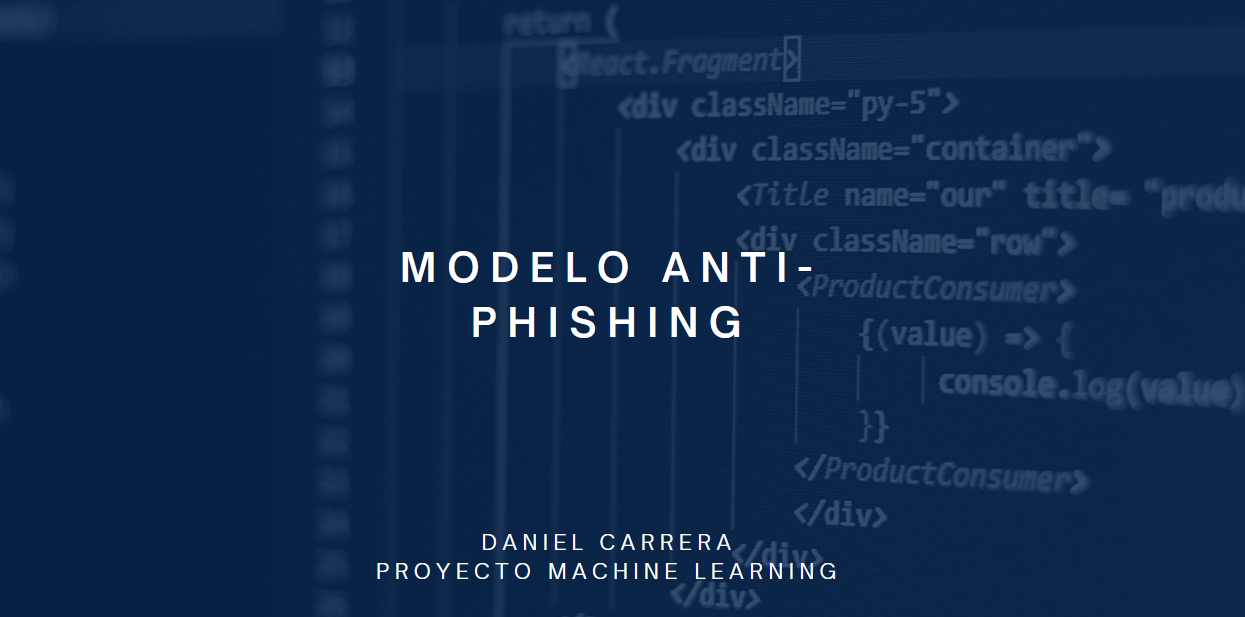 return (
<React.Fragment>
<div className="py-5">
<div className="container">
<Title name="our" title= "produ
<div className="row">
MODELO ANTI-
<ProductConsumer>
PHISHING
{(value) => {
console.log(value)
}}
</ProductConsumer>
</div>
DANIEL CARRERA
</div>
PROYECTO MACHINE LEARNING
</div>